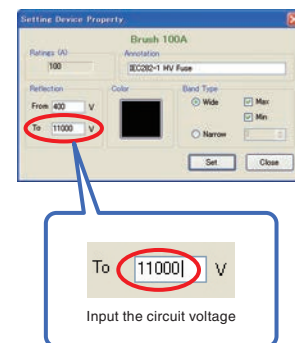 Setting Device Property
Brush 100A
Ratings (A)
100
Annotation
IEC282-1 HV Fuse
Reflection
From 400 V
To 11000 V
Color
Band Type
Wide
Max
Min
Narrow
Set
Close
To 11000 V
Input the circuit voltage